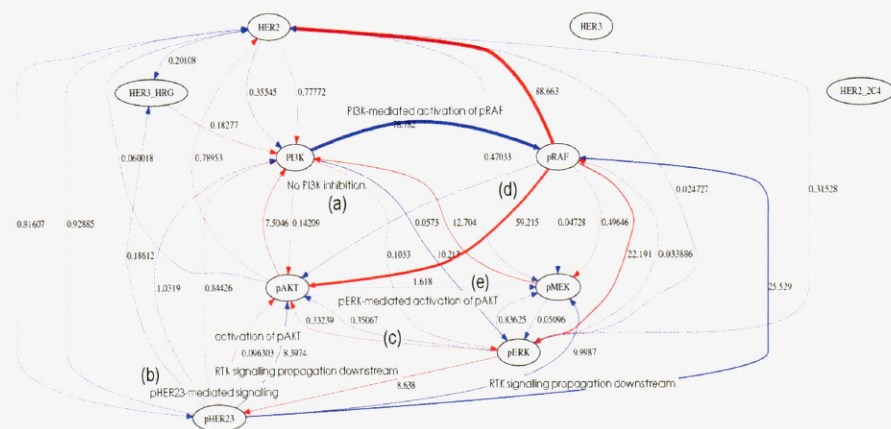 HER2
HER3
HER3_HRG
0.20108
HER2_2C4
0.35545
0.77772
88.663
PI3K-mediated activation of pRAF
0.18277
PI3K
pRAF
0.060018
0.78953
0.47033
(d)
No PI3K inhibition
0.024727
0.31528
(a)
0.81607
0.92885
7.5046
0.14209
0.0573
12.704
59.215
0.04728
0.49646
0.18612
0.1033
10.213
22.191
0.033886
(e)
1.0319
0.84426
pAKT
1.618
pMEK
25.529
pERK-mediated activation of pAKT
0.33239
0.35067
0.83625
0.05096
activation of pAKT
(c)
pERK
0.096303
8.3974
9.9987
(b)
RTK signalling propagation downstream
8.638
RTK signalling propagation downstream
pHER23-mediated signalling
pHER23